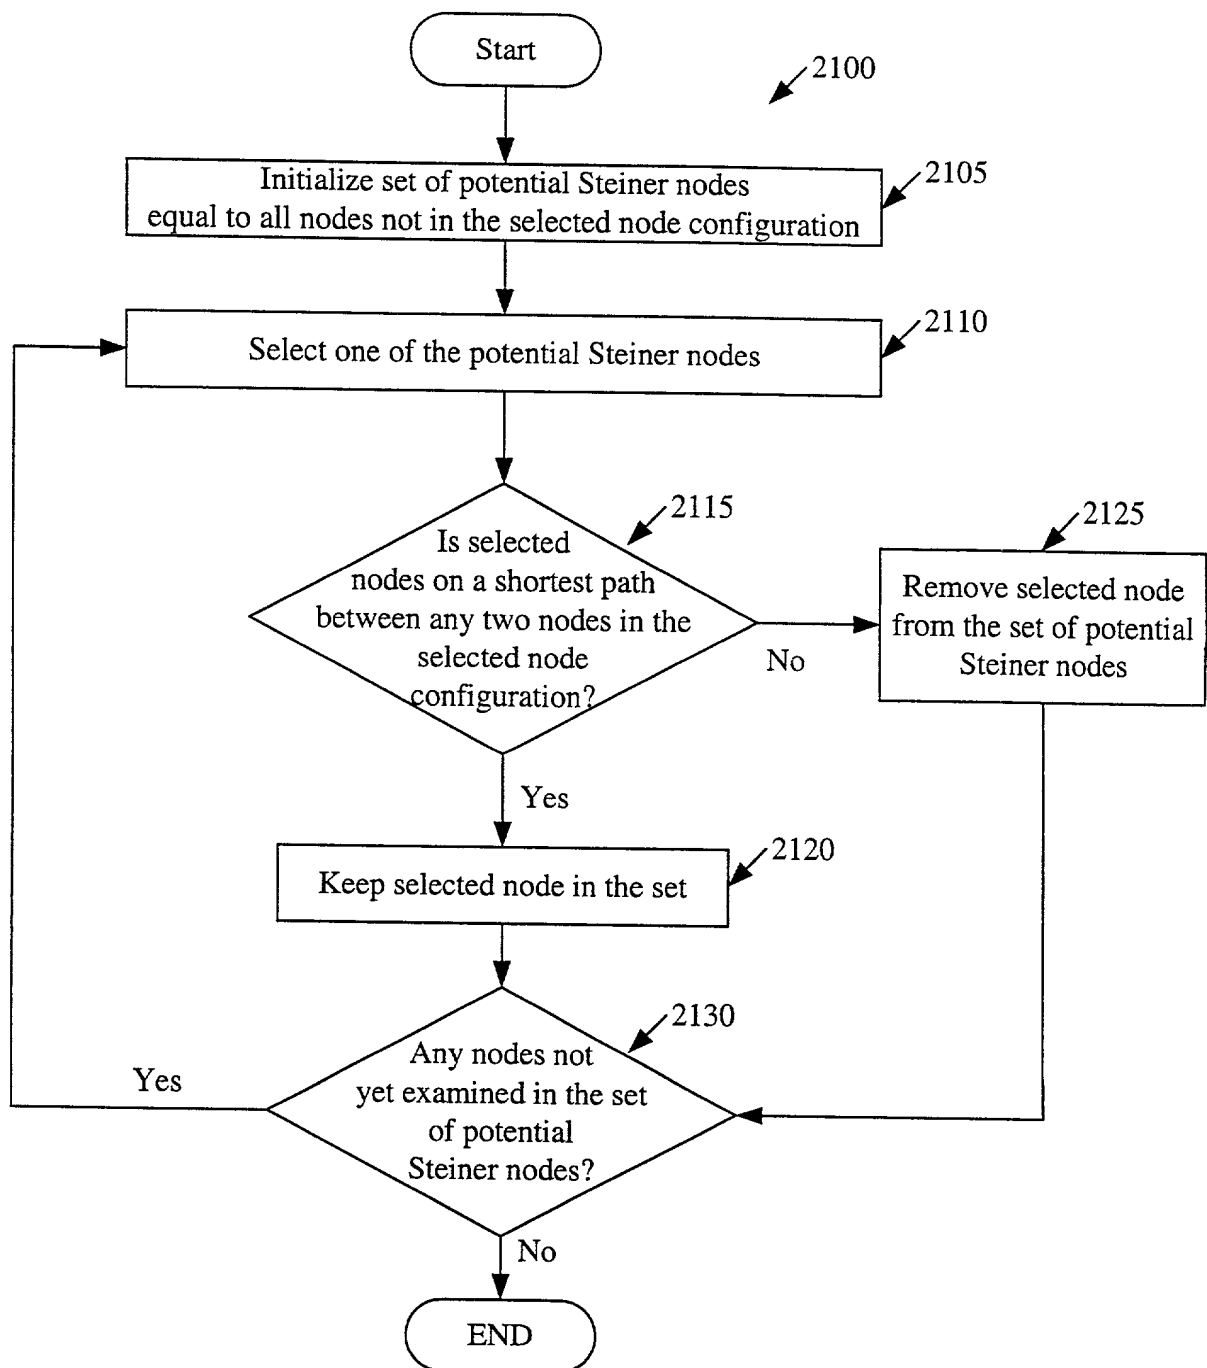 Start
2100
Initialize set of potential Steiner nodes
equal to all nodes not in the selected node configuration
2105
Select one of the potential Steiner nodes
2110
Is selected
nodes on a shortest path
between any two nodes in the
selected node
configuration?
2115
No
Remove selected node
from the set of potential
Steiner nodes
2125
Yes
Keep selected node in the set
2120
Any nodes not
yet examined in the set
of potential
Steiner nodes?
2130
Yes
No
END